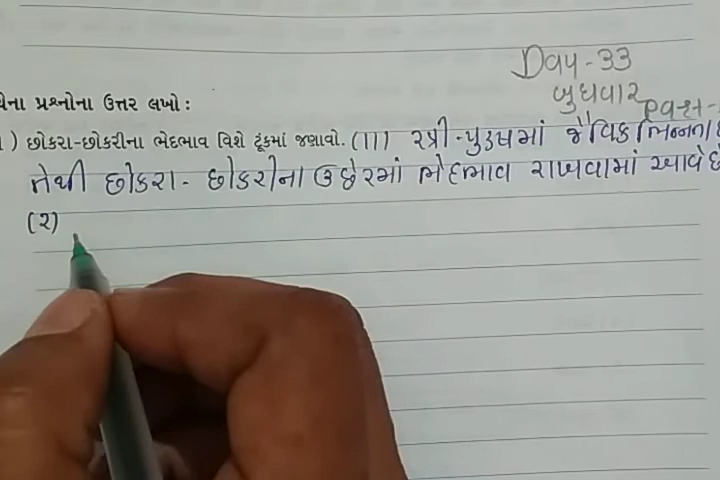 Day-33
બુધવાર
નીચેના પ્રશ્નોના ઉત્તર લખો :
) છોકરા-છોકરીના ભેદભાવ વિશે ટૂંકમાં જણાવો. (11) સ્ત્રી-પુરુષમાં જૈવિક ભિન્નતા છે
તેથી છોકરા - છોકરીના ઉછેરમાં ભેદભાવ રાખવામાં આવે છે
(૨)